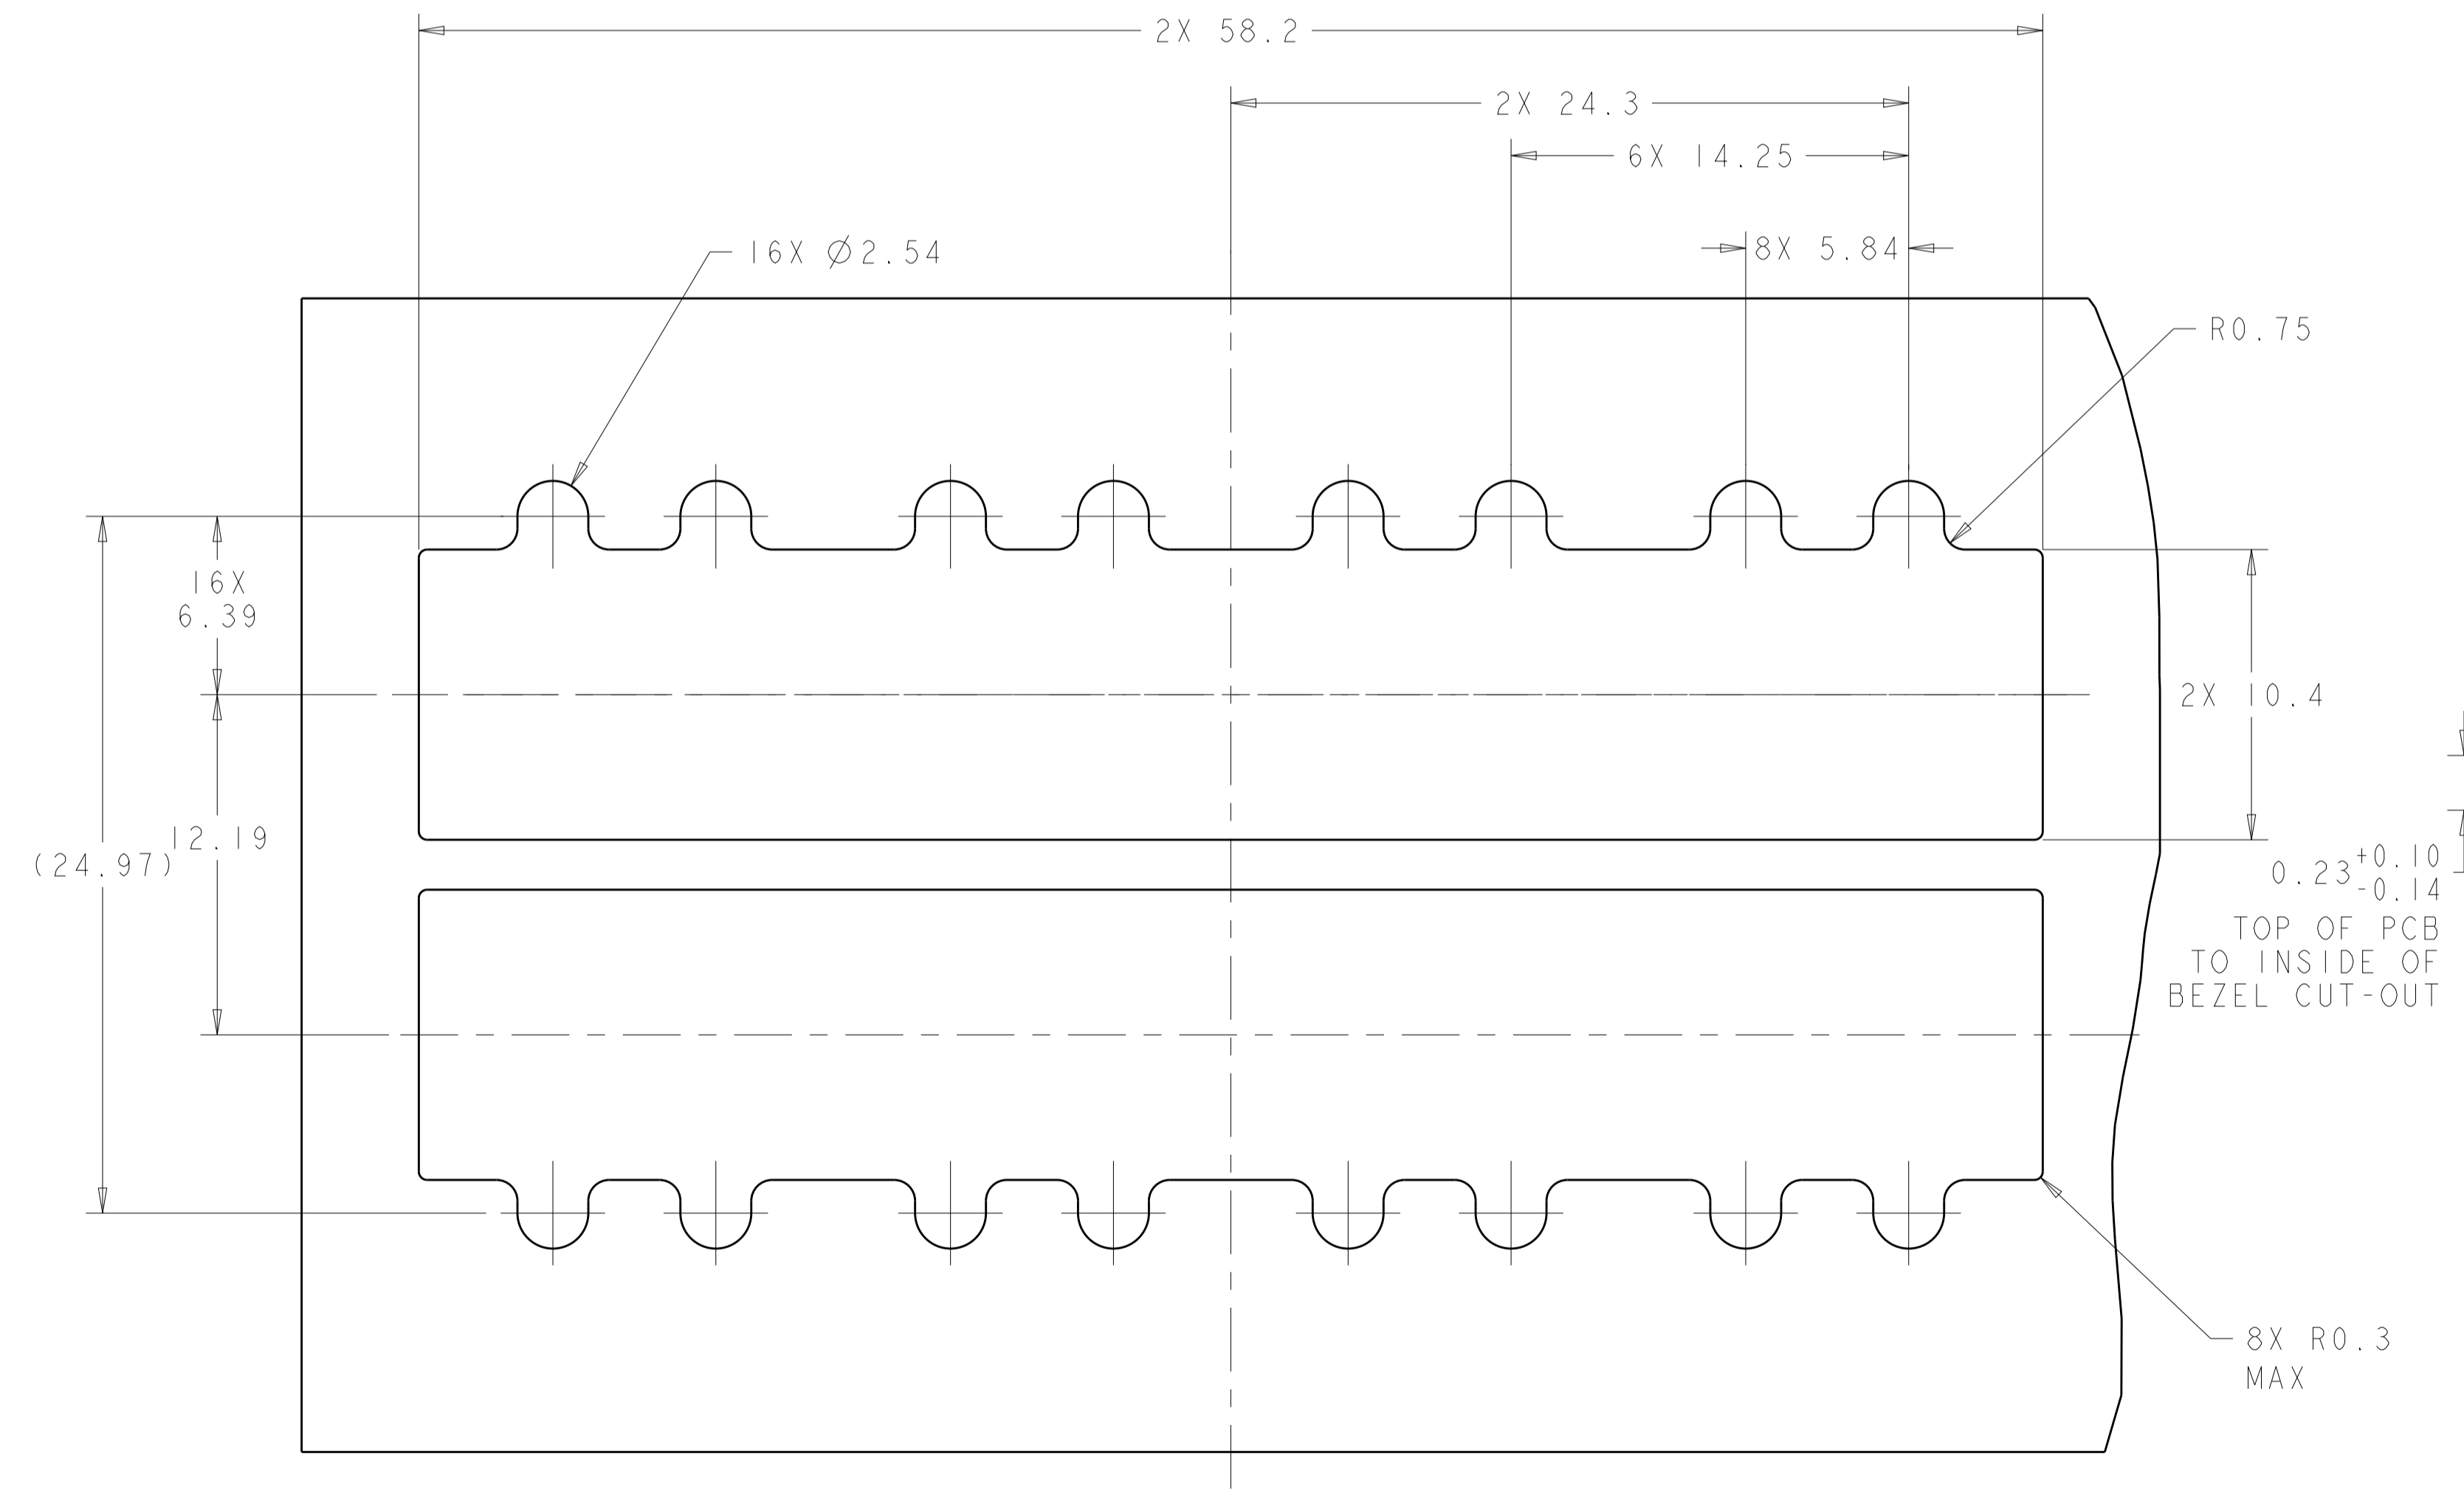 2X 58.2
2X 24.3
6X 14.25
8X 5.84
16X Ø2.54
R0.75
16X
6.39
2X 10.4
12.19
(24.97)
0.23 +0.10
-0.14
TOP OF PCB
TO INSIDE OF
BEZEL CUT-OUT
8X R0.3
MAX